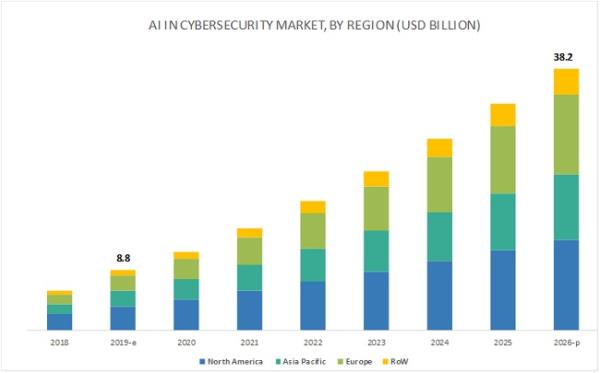 AI IN CYBERSECURITY MARKET, BY REGION (USD BILLION)
38.2
8.8
2018 2019-e 2020 2021 2022 2023 2024 2025 2026-p
North America Asia Pacific Europe RoW